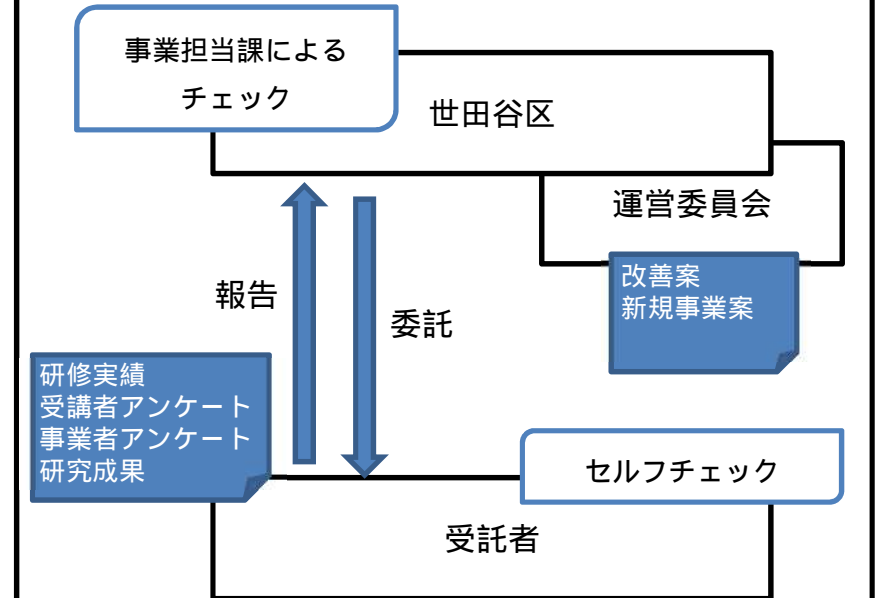 事業担当課による
チェック
世田谷区
運営委員会
改善案
新規事業案
報告
委託
研修実績
受講者アンケート
事業者アンケート
研究成果
セルフチェック
受託者